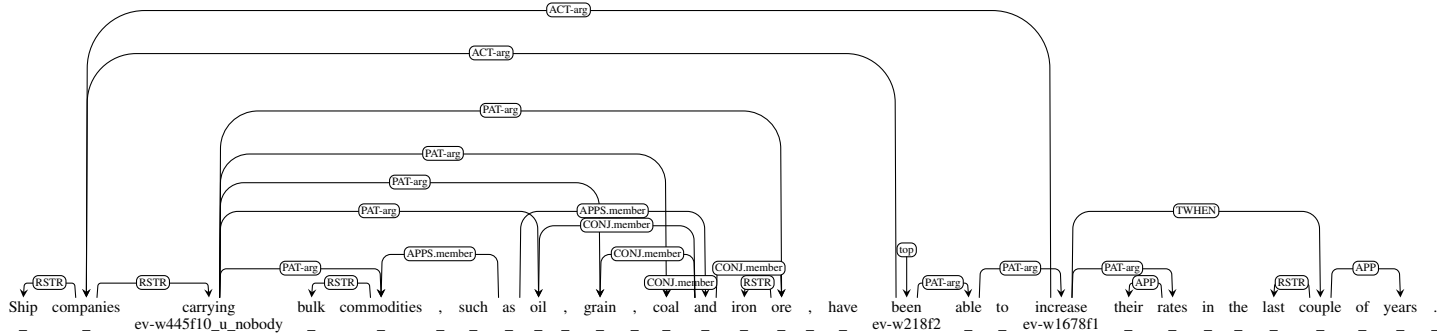 ACT-arg
ACT-arg
PAT-arg
PAT-arg
PAT-arg
PAT-arg APPS.member TWHEN
CONJ.member
top
APPS.member CONJ.member
PAT-arg CONJ.member PAT-arg PAT-arg
RSTR RSTR RSTR CONJ.member RSTR PAT-arg APP RSTR APP
Ship companies carrying bulk commodities , such as oil , grain , coal and iron ore , have been able to increase their rates in the last couple of years .
_ _ ev-w445f10_u_nobody _ _ _ _ _ _ _ _ _ _ _ _ _ _ _ ev-w218f2 _ _ ev-w1678f1 _ _ _ _ _ _ _ _ _